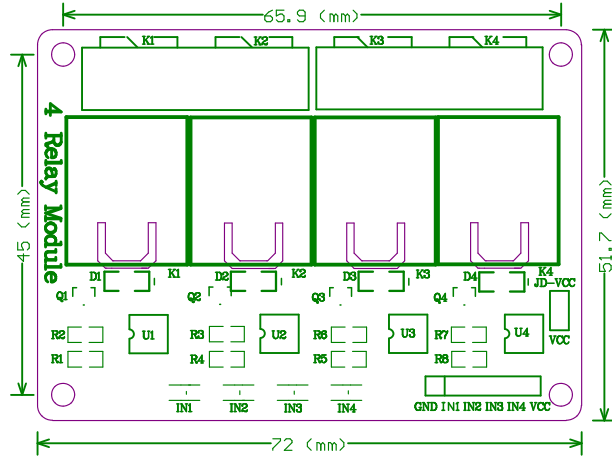 65.9 (mm)
K1 K2 K3 K4
4 Relay Module
45 (mm)
51.7 (mm)
D1 K1 D2 K2 D3 K3 D4 K4
JD-VCC
Q1 Q2 Q3 Q4
R2 U1 R3 U2 R6 U3 R7 U4
VCC
R1 R4 R5 R8
IN1 IN2 IN3 IN4
GND IN1 IN2 IN3 IN4 VCC
72 (mm)